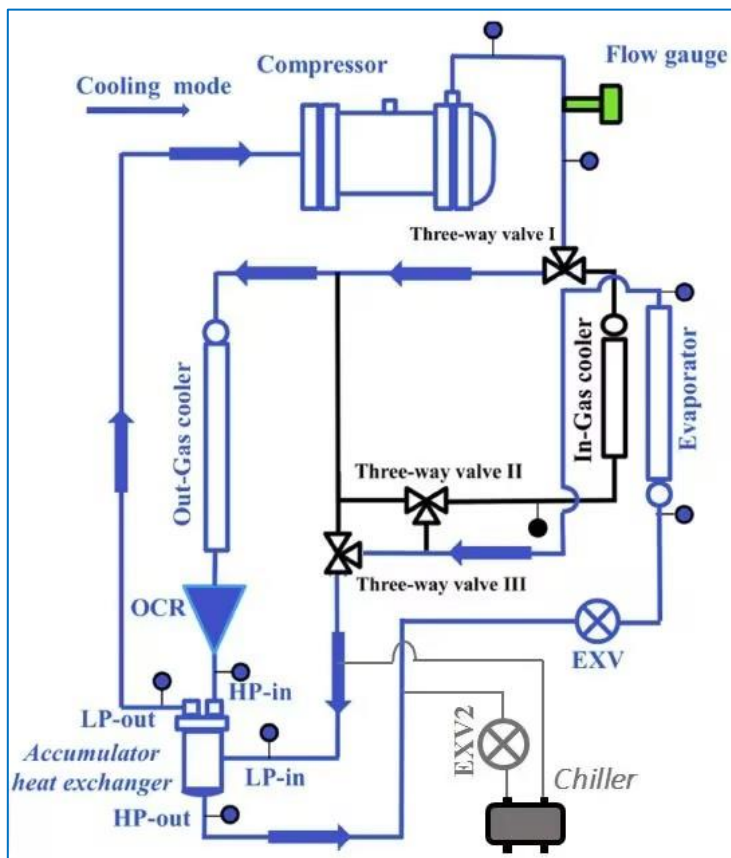 Compressor
Flow gauge
Cooling mode
Three-way valve I
Out-Gas cooler
In-Gas cooler
Evaporator
Three-way valve II
Three-way valve III
OCR
EXV
HP-in
LP-out
EXV2
Accumulator
heat exchanger
LP-in
Chiller
HP-out